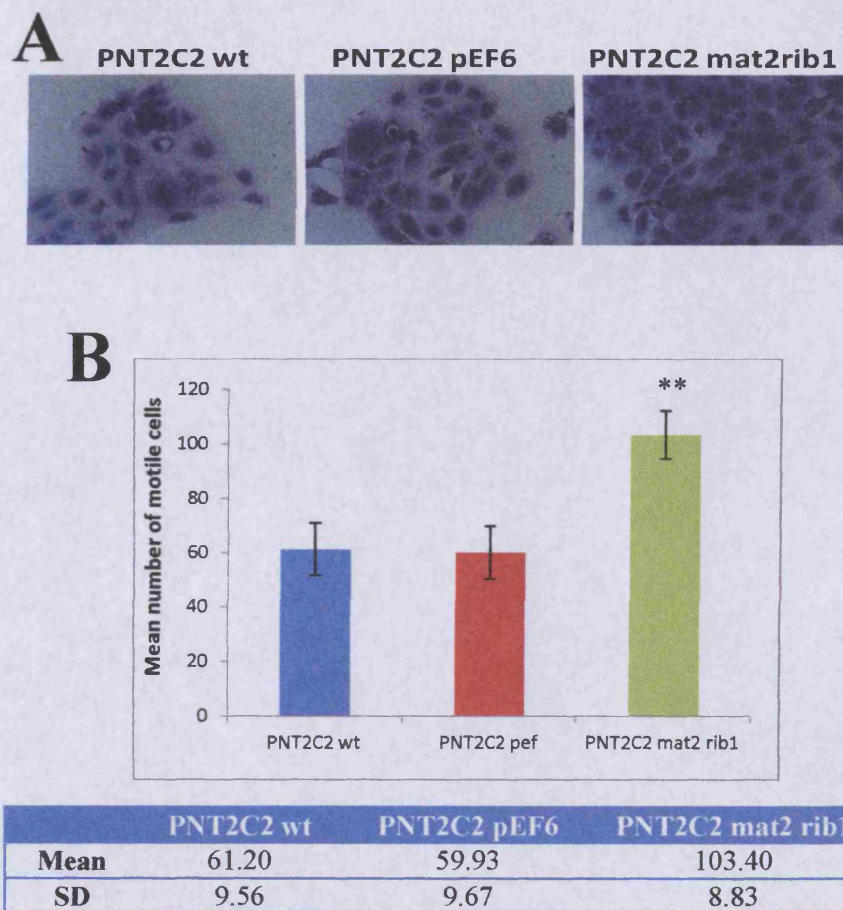 A
PNT2C2 wt PNT2C2 pEF6 PNT2C2 mat2rib1
B
Mean number of motile cells
120
100
80
60
40
20
0
**
PNT2C2 wt PNT2C2 pef PNT2C2 mat2 rib1
PNT2C2 wt PNT2C2 pEF6 PNT2C2 mat2 rib1
Mean 61.20 59.93 103.40
SD 9.56 9.67 8.83